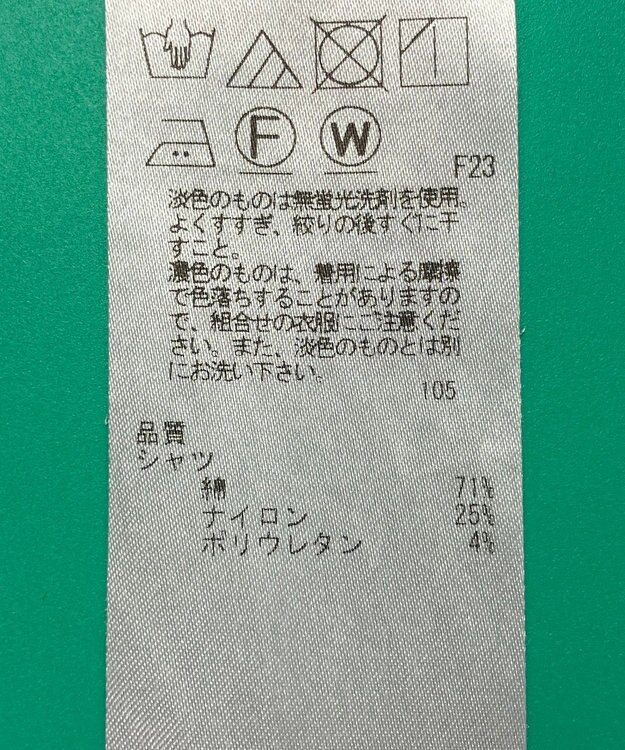 F W
F23
淡色のものは無蛍光洗剤を使用。
よくすすぎ、絞りの後すぐに干
すこと。
濃色のものは、着用による摩擦
で色落ちすることがありますの
で、組合せの衣服にご注意くだ
さい。また、淡色のものとは別
にお洗い下さい。
105
品質
シャツ
綿 71%
ナイロン 25%
ポリウレタン 4%